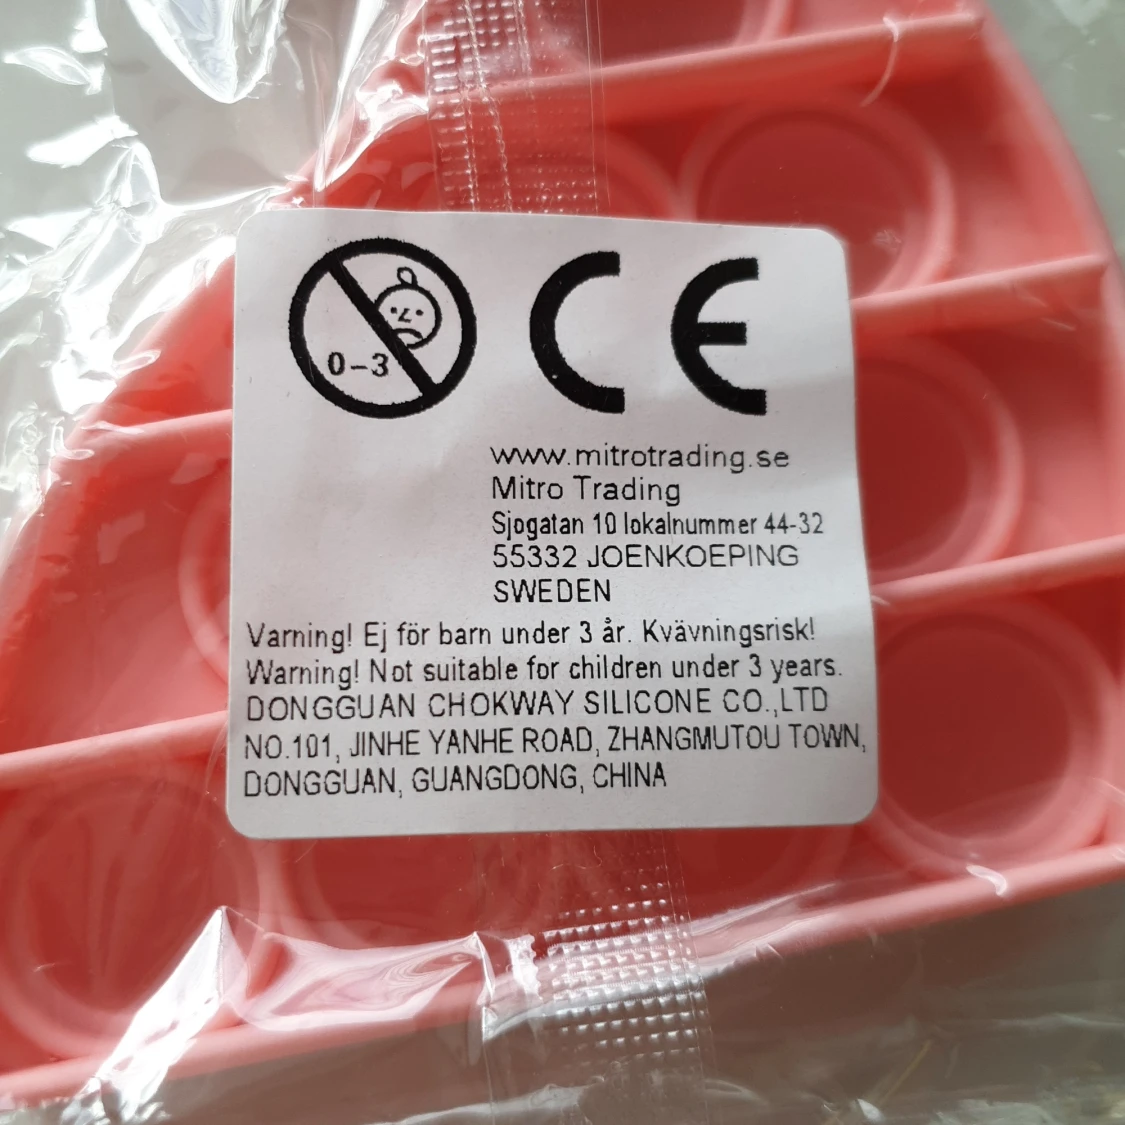 0-3
CE
www.mitrotrading.se
Mitro Trading
Sjogatan 10 lokalnummer 44-32
55332 JOENKOEPING
SWEDEN
Varning! Ej för barn under 3 år. Kvävningsrisk!
Warning! Not suitable for children under 3 years.
DONGGUAN CHOKWAY SILICONE CO.,LTD
NO.101, JINHE YANHE ROAD, ZHANGMUTOU TOWN,
DONGGUAN, GUANGDONG, CHINA